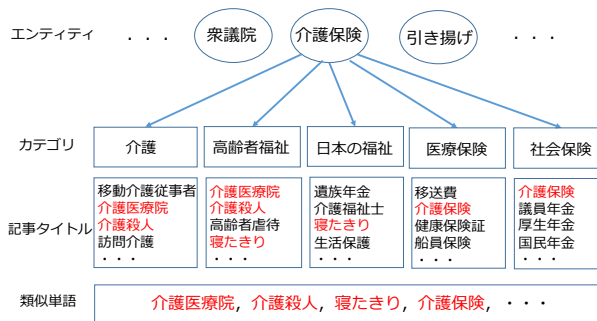 エンティティ ・・・ 衆議院 介護保険 引き揚げ ・・・
カテゴリ 介護 高齢者福祉 日本の福祉 医療保険 社会保険
記事タイトル
移動介護従事者
介護医療院
介護殺人
訪問介護
・・・
介護医療院
介護殺人
高齢者虐待
寝たきり
・・・
遺族年金
介護福祉士
寝たきり
生活保護
・・・
移送費
介護保険
健康保険証
船員保険
・・・
介護保険
議員年金
厚生年金
国民年金
・・・
類似単語 介護医療院, 介護殺人, 寝たきり, 介護保険, ・・・